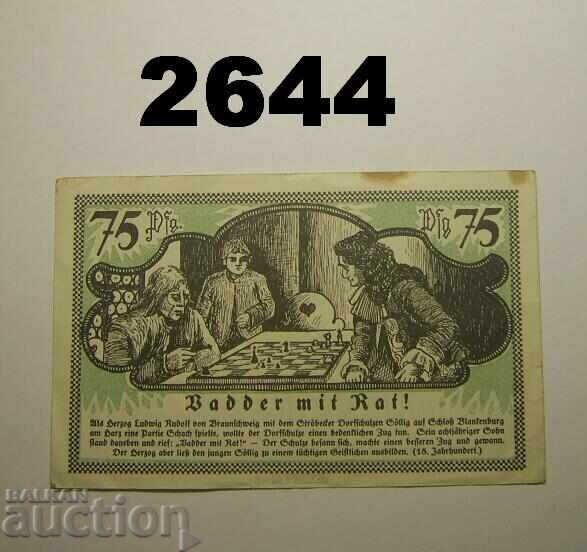 2644
75 Pfg.
Pfg. 75
Vadder mit Rat!
Als Herzog Ludwig Rudolf von Braunschweig mit dem Ströbecker Dorfschulzen Söllig auf Schloß Blankenburg
am Harz eine Partie Schach spielte, wollte der Dorfschulze einen bedenklichen Zug tun. Sein achtjähriger Sohn
stand daneben und rief: „Vadder mit Rat!“ — Der Schulze besann sich, machte einen besseren Zug und gewann.
Der Herzog aber ließ den jungen Söllig zu einem tüchtigen Geistlichen ausbilden. (18. Jahrhundert.)
BALKAN
auction